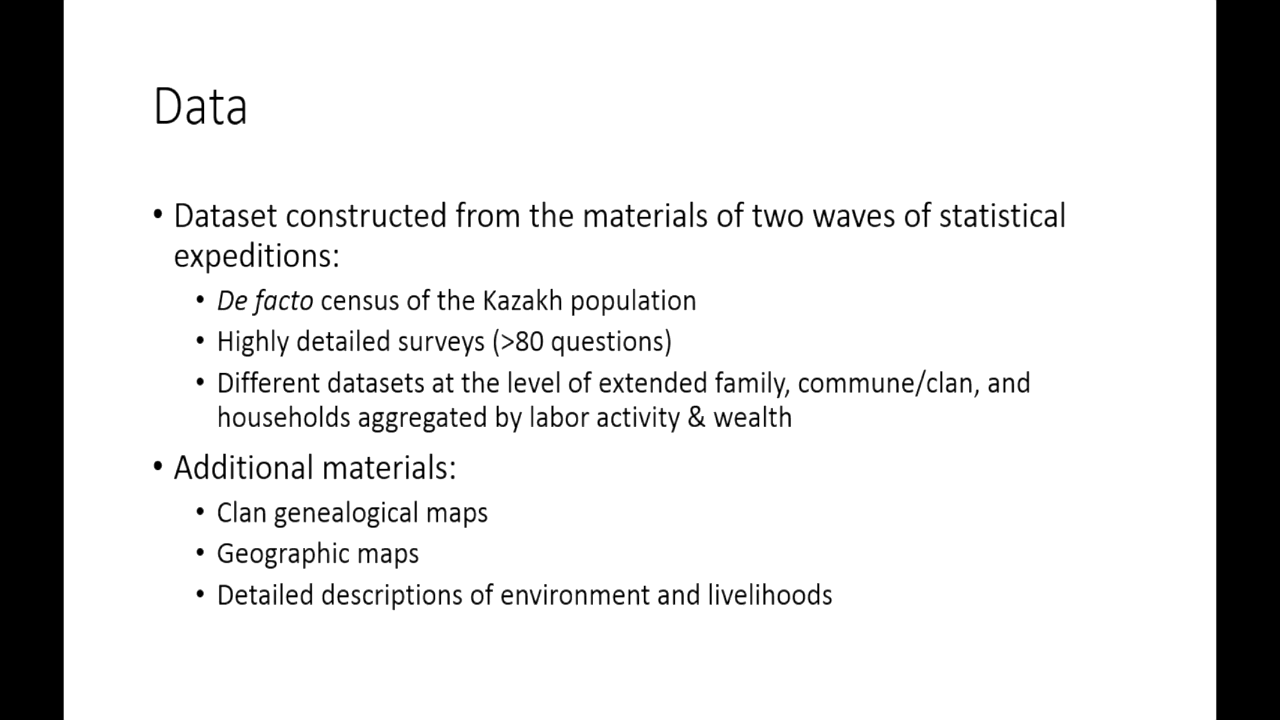 Data
• Dataset constructed from the materials of two waves of statistical
expeditions:
• De facto census of the Kazakh population
• Highly detailed surveys (>80 questions)
• Different datasets at the level of extended family, commune/clan, and
households aggregated by labor activity & wealth
• Additional materials:
• Clan genealogical maps
• Geographic maps
• Detailed descriptions of environment and livelihoods